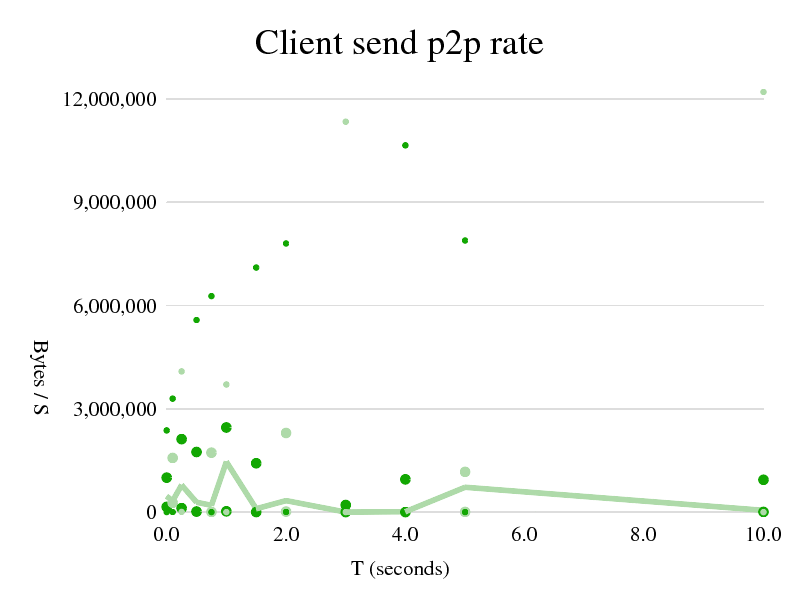 Client send p2p rate
12,000,000
9,000,000
6,000,000
3,000,000
0
Bytes / S
0.0 2.0 4.0 6.0 8.0 10.0
T (seconds)